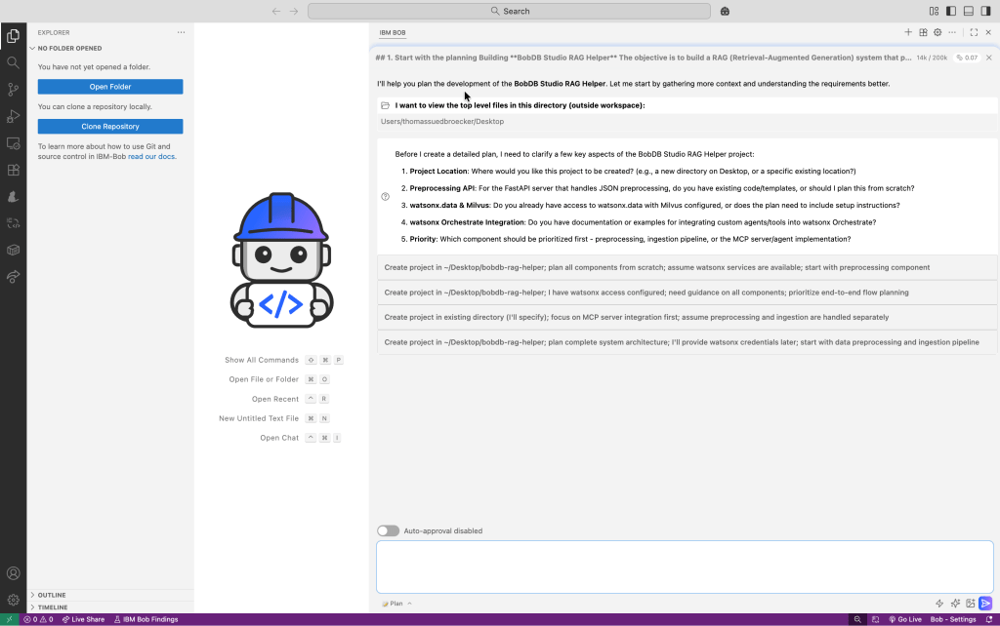 Search
EXPLORER
NO FOLDER OPENED
You have not yet opened a folder.
Open Folder
You can clone a repository locally.
Clone Repository
To learn more about how to use Git and
source control in IBM-Bob read our docs.
OUTLINE
TIMELINE
</>
Show All Commands ⇧ ⌘ P
Open File or Folder ⌘ O
Open Recent ^ R
New Untitled Text File ⌘ N
Open Chat ^ ⌘ I
IBM BOB
## 1. Start with the planning Building **BobDB Studio RAG Helper** The objective is to build a RAG (Retrieval-Augmented Generation) system that p... 14k / 200k 0.07
I'll help you plan the development of the BobDB Studio RAG Helper. Let me start by gathering more context and understanding the requirements better.
I want to view the top level files in this directory (outside workspace):
Users/thomassuedbroecker/Desktop
Before I create a detailed plan, I need to clarify a few key aspects of the BobDB Studio RAG Helper project:
1. Project Location: Where would you like this project to be created? (e.g., a new directory on Desktop, or a specific existing location?)
2. Preprocessing API: For the FastAPI server that handles JSON preprocessing, do you have existing code/templates, or should I plan this from scratch?
3. watsonx.data & Milvus: Do you already have access to watsonx.data with Milvus configured, or does the plan need to include setup instructions?
4. watsonx Orchestrate Integration: Do you have documentation or examples for integrating custom agents/tools into watsonx Orchestrate?
5. Priority: Which component should be prioritized first - preprocessing, ingestion pipeline, or the MCP server/agent implementation?
Create project in ~/Desktop/bobdb-rag-helper; plan all components from scratch; assume watsonx services are available; start with preprocessing component
Create project in ~/Desktop/bobdb-rag-helper; I have watsonx access configured; need guidance on all components; prioritize end-to-end flow planning
Create project in existing directory (I'll specify); focus on MCP server integration first; assume preprocessing and ingestion are handled separately
Create project in ~/Desktop/bobdb-rag-helper; plan complete system architecture; I'll provide watsonx credentials later; start with data preprocessing and ingestion pipeline
Auto-approval disabled
Plan
0 0 Live Share IBM Bob Findings Go Live Bob - Settings